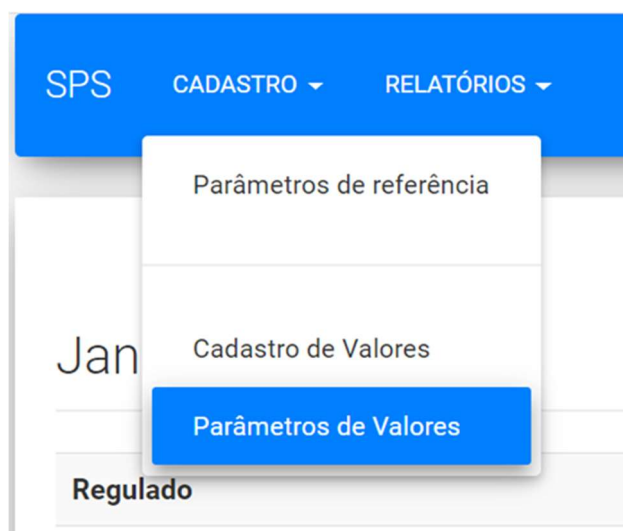 SPS CADASTRO RELATÓRIOS
Parâmetros de referência
Cadastro de Valores
Jan
Parâmetros de Valores
Regulado